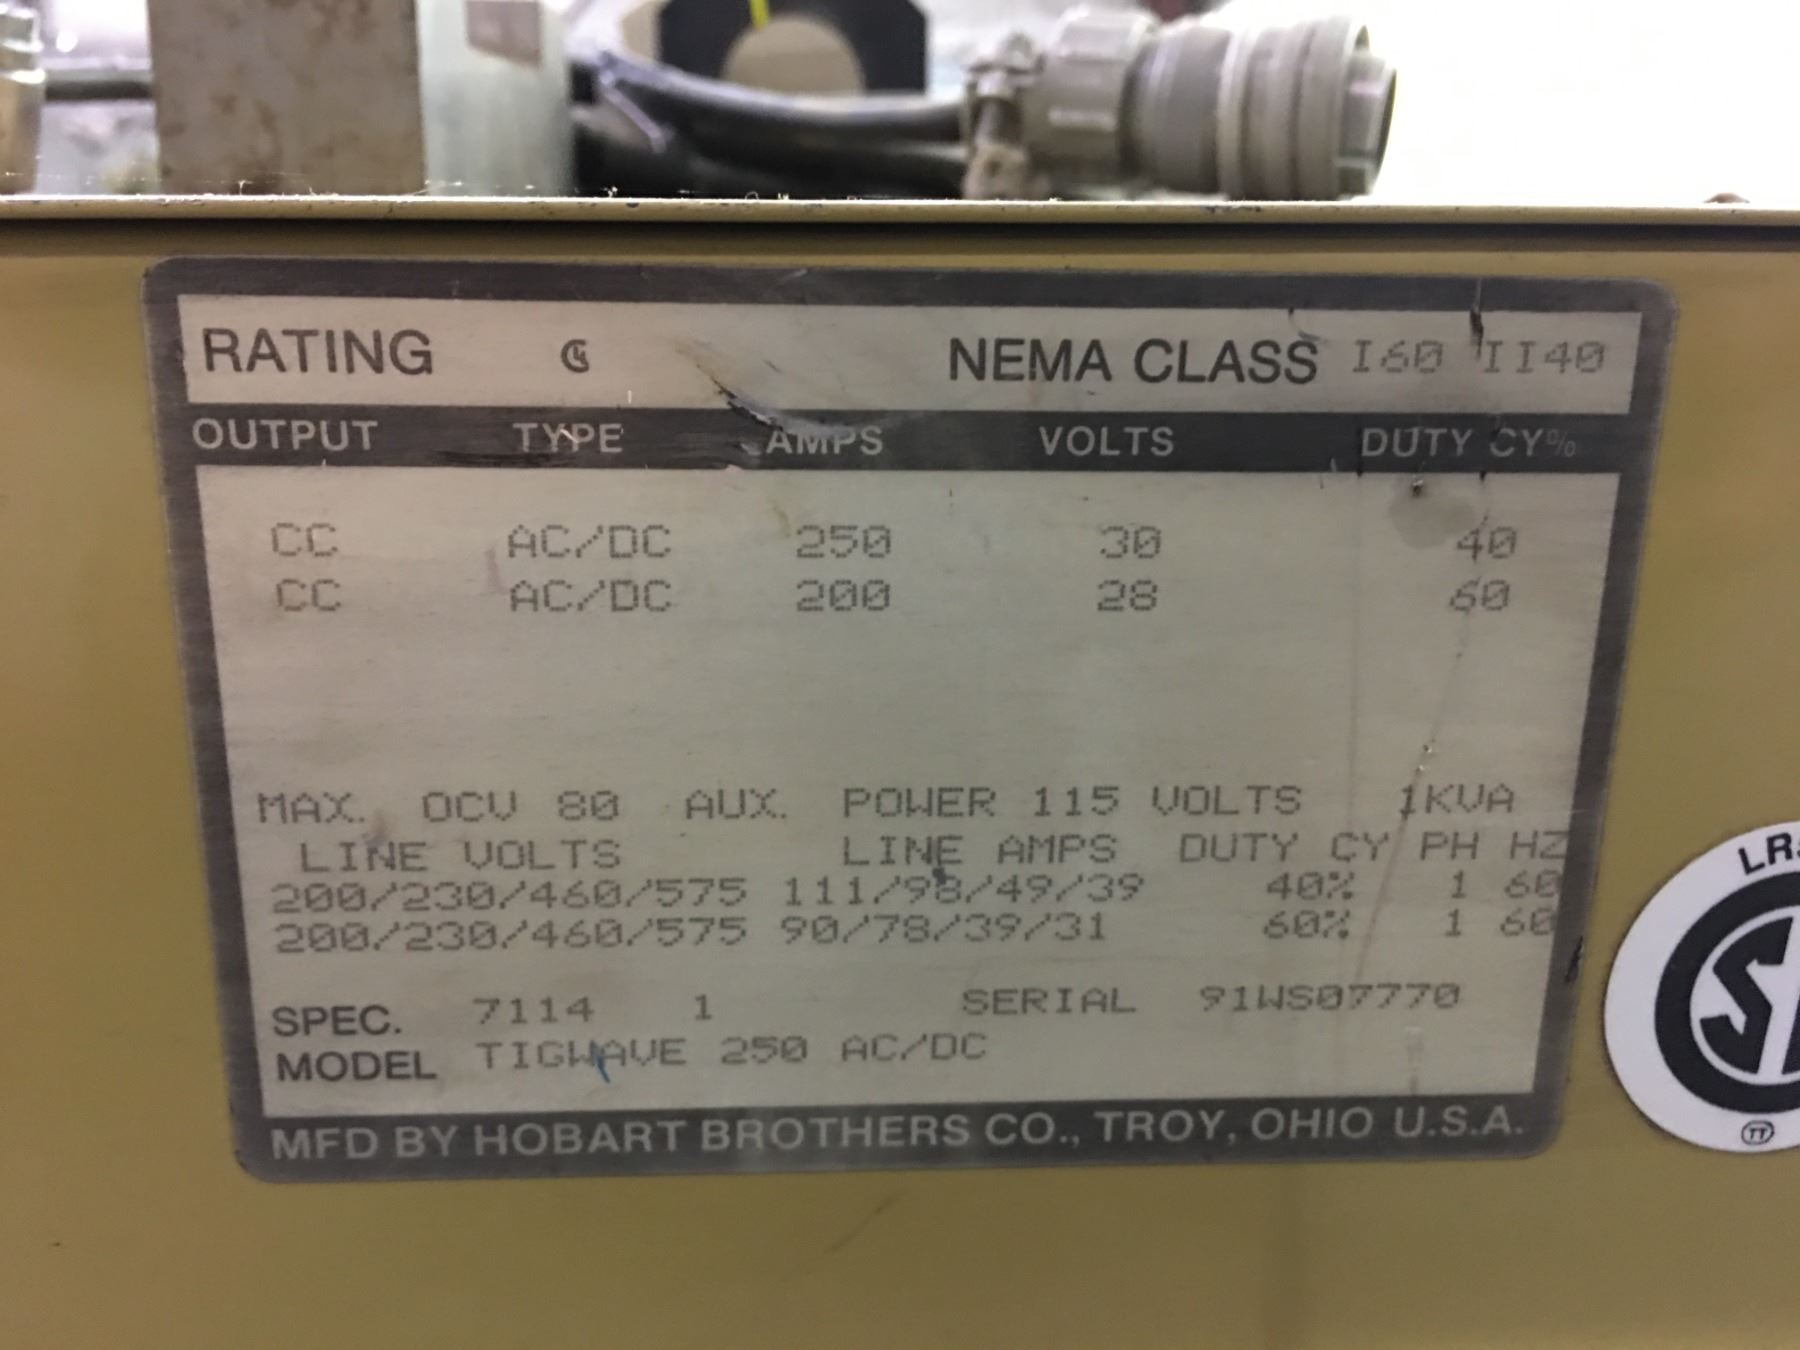 RATING NEMA CLASS I60 II40
OUTPUT TYPE AMPS VOLTS DUTY CY%
CC AC/DC 250 30 40
CC AC/DC 200 28 60
MAX. OCV 80 AUX. POWER 115 VOLTS 1KVA
LINE VOLTS LINE AMPS DUTY CY PH HZ
200/230/460/575 111/98/49/39 40% 1 60
200/230/460/575 90/78/39/31 60% 1 60
SPEC. 7114 1 SERIAL 91WS07770
MODEL TIGWAVE 250 AC/DC
MFD BY HOBART BROTHERS CO., TROY, OHIO U.S.A.
TT